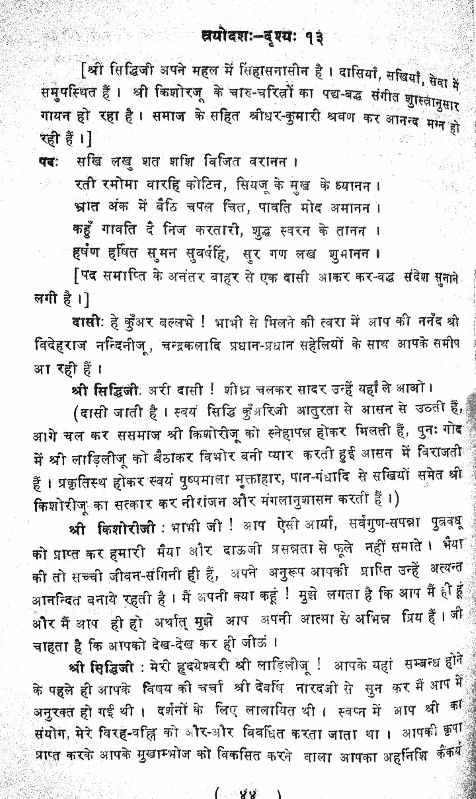 त्रयोदशः-दृश्यः १३
[श्री सिद्धिजी अपने महल में सिंहासनासीन है । दासियाँ, सखियाँ, सेवा में
समुपस्थित हैं । श्री किशोरजू के चारु-चरित्रों का पद्य-बद्ध संगीत शास्त्रानुसार
गायन हो रहा है । समाज के सहित श्रीधर-कुमारी श्रवण कर आनन्द मग्न हो
रही हैं ।]
पदः सखि लखु शत शशि विजित वरानन ।
रती रमोमा वारहि कोटिन, सियजू के मुख के ध्यानन ।
भ्रात अंक में बैठि चपल चित, पावति मोद अमानन ।
कहुँ गावति दै निज करतारी, शुद्ध स्वरन के तानन ।
हर्षण हर्षित सुमन सुवर्षहिं, सुर गण लख शुभानन ।
[पद समाप्ति के अनंतर बाहर से एक दासी आकर कर-बद्ध संदेश सुनाने
लगी है ।]
दासीः हे कुँअर बल्लभे ! भाभी से मिलने की त्वरा में आप की ननँद श्री
विदेहराज नन्दिनीजू, चन्द्रकलादि प्रधान-प्रधान सहेलियों के साथ आपके समीप
आ रही हैं ।
श्री सिद्धिजीः अरी दासी ! शीघ्र चलकर सादर उन्हें यहाँ ले आओ ।
(दासी जाती है । स्वयं सिद्धि कुँअरिजी आतुरता से आसन से उठती हैं,
आगे चल कर ससमाज श्री किशोरीजू को स्नेहापन्न होकर मिलती हैं, पुनः गोद
में श्री लाड़िलीजू को बैठाकर विभोर बनी प्यार करती हुई आसन में विराजती
हैं । प्रकृतिस्थ होकर स्वयं पुष्पमाला मुक्ताहार, पान-गंधादि से सखियों समेत श्री
किशोरीजू का सत्कार कर नीरांजन और मंगलानुशासन करती हैं ।)
श्री किशोरीजी : भाभी जी ! आप ऐसी आर्या, सर्वगुण-संपन्ना पुत्रवधू
को प्राप्त कर हमारी मैया और दाऊजी प्रसन्नता से फूले नहीं समाते । भैया
की तो सच्ची जीवन-संगिनी ही हैं, अपने अनुरूप आपकी प्राप्ति उन्हें अत्यन्त
आनन्दित बनाये रहती है । मैं अपनी क्या कहूं ! मुझे लगता है कि आप मैं ही हूं
और मैं आप ही हो अर्थात् मुझे आप अपनी आत्मा से अभिन्न प्रिय हैं । जी
चाहता है कि आपको देख-देख कर ही जीऊं ।
श्री सिद्धिजी : मेरी हृदयेश्वरी श्री लाड़िलीजू ! आपके यहां सम्बन्ध होने
के पहले ही आपके विषय की चर्चा श्री देवर्षि नारदजी से सुन कर मैं आप में
अनुरक्त हो गई थी । दर्शनों के लिए लालायित थी । स्वप्न में आप श्री का
संयोग, मेरे विरह-वह्नि को और-और विवर्धित करता जाता था । आपकी कृपा
प्राप्त करके आपके मुखाम्भोज को विकसित करने वाला आपका अहर्निशि कैंकर्य
( ४४ )